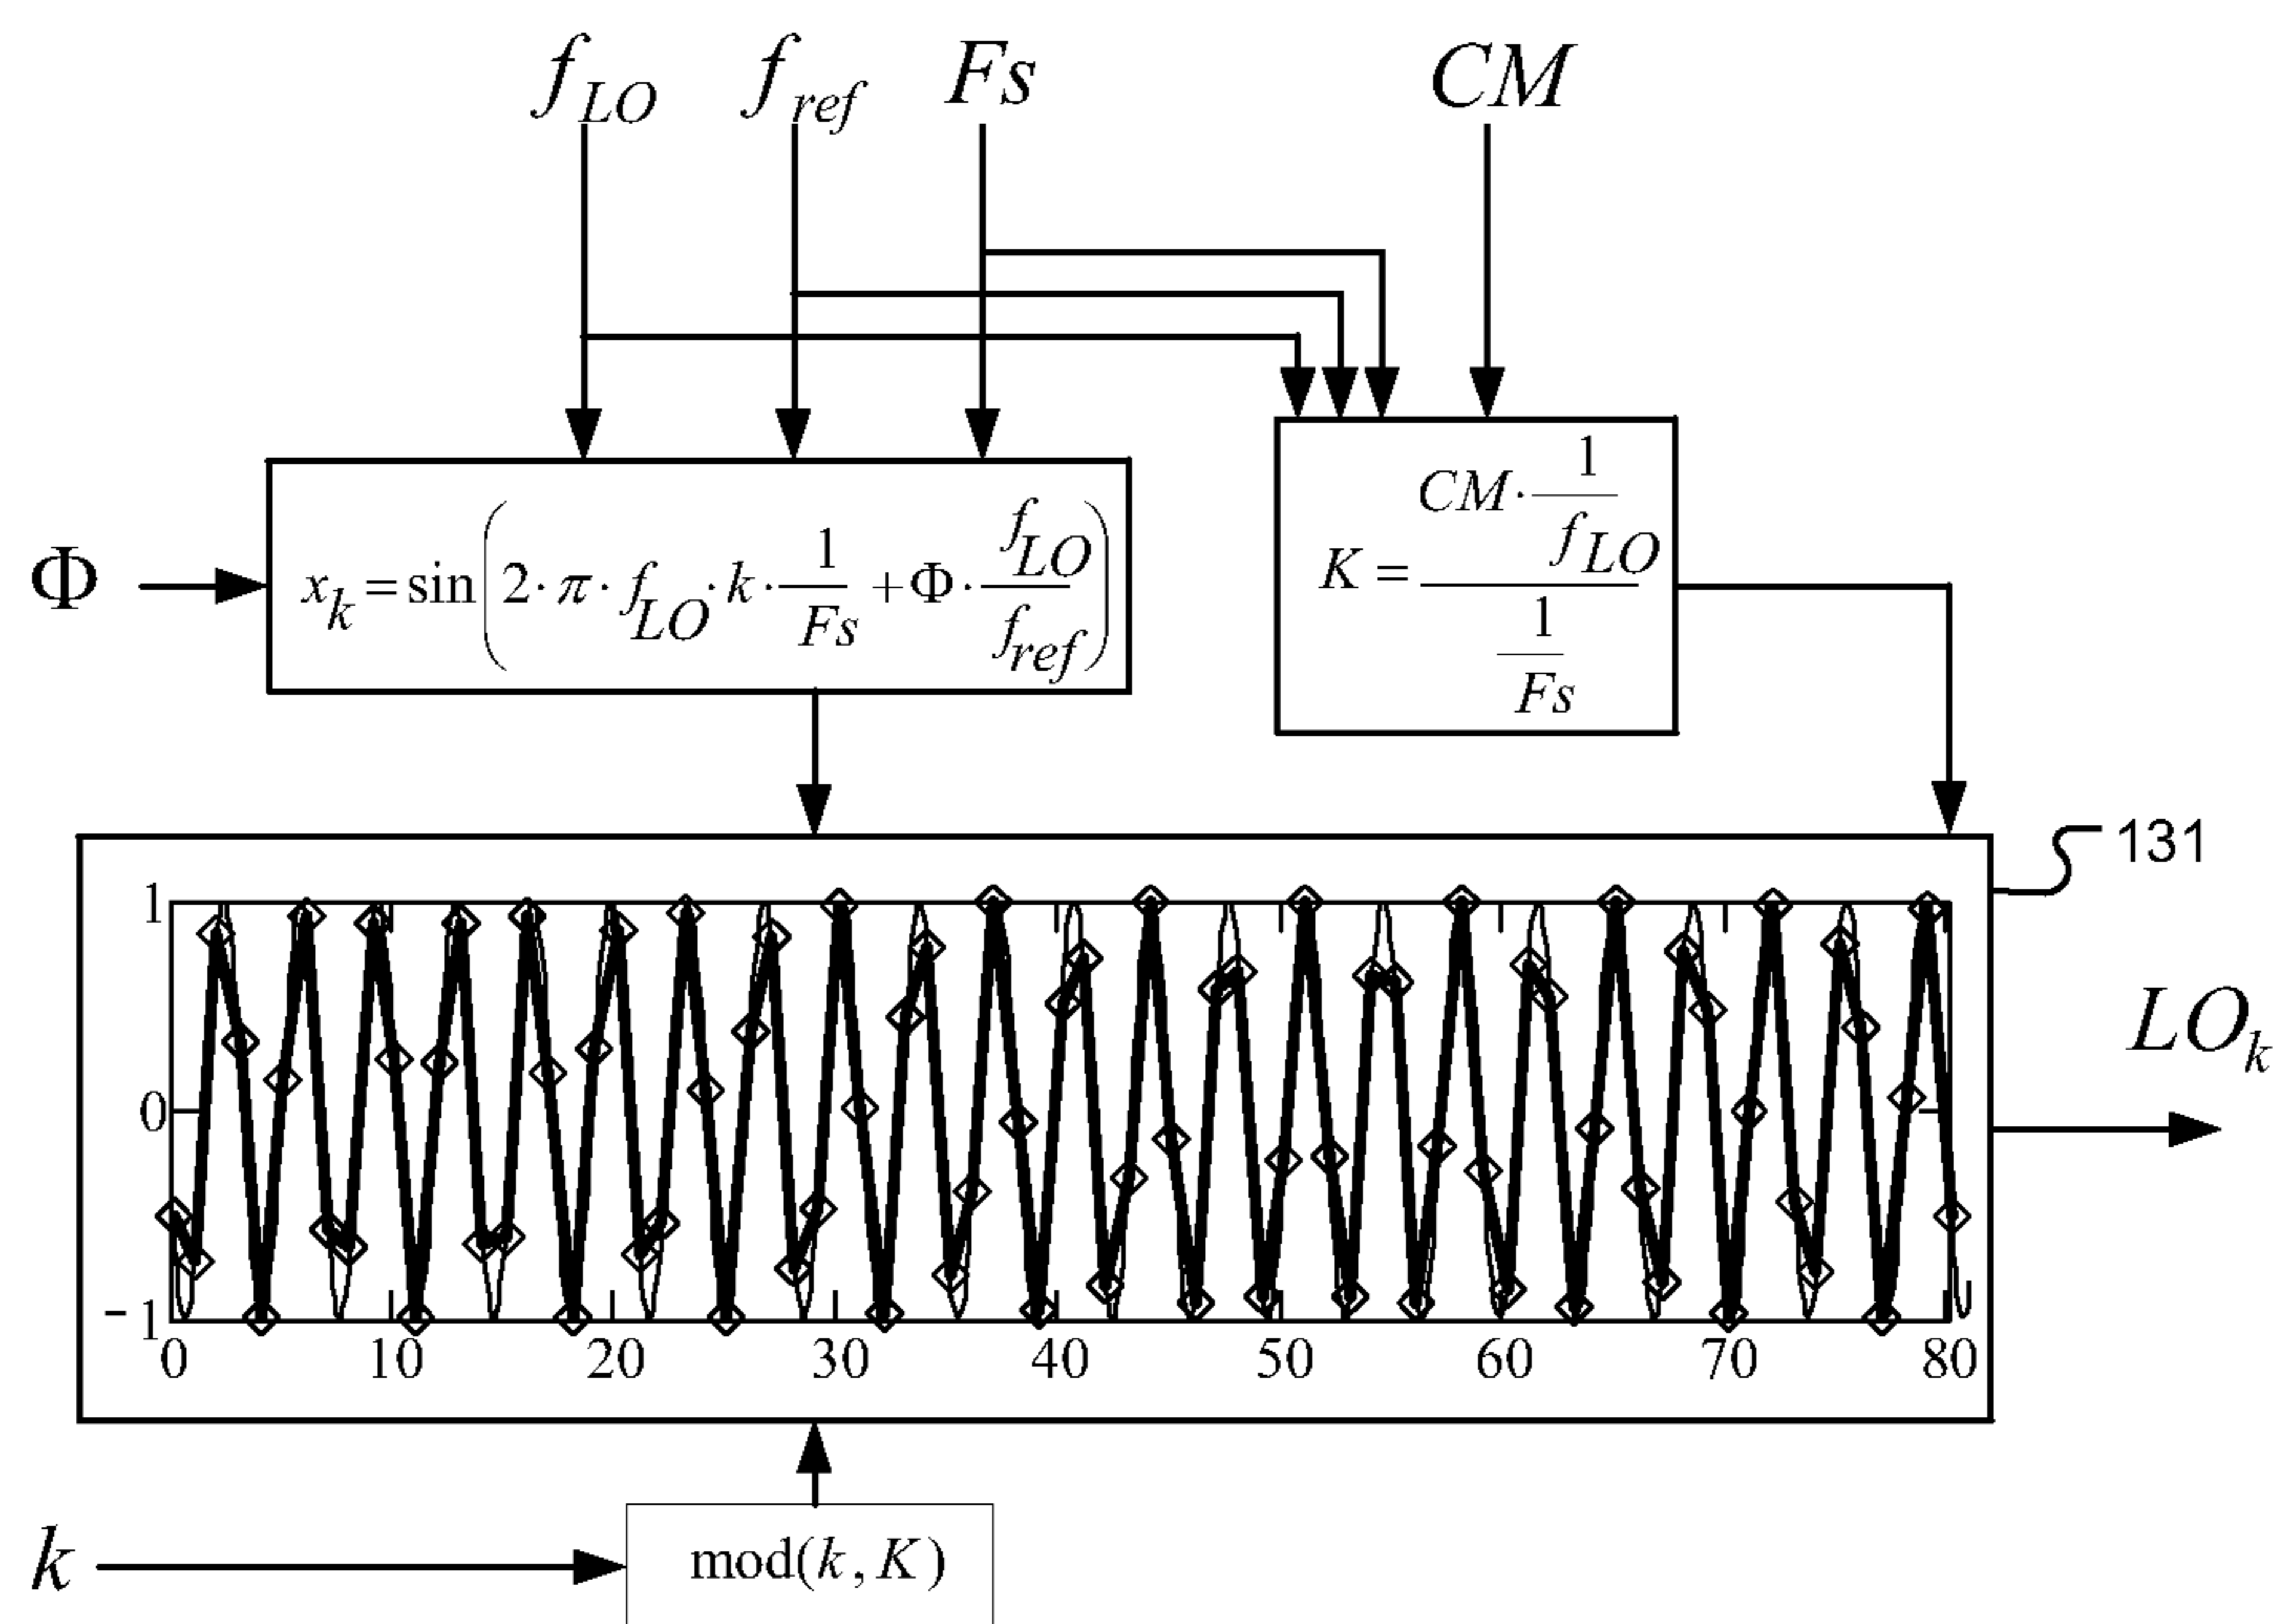 f_LO f_ref Fs CM
Φ
x_k = sin(2·π·f_LO·k·1/Fs + Φ·f_LO/f_ref)
K = (CM·1/f_LO)/(1/Fs)
131
1
0
-1
0 10 20 30 40 50 60 70 80
LO_k
k
mod(k, K)